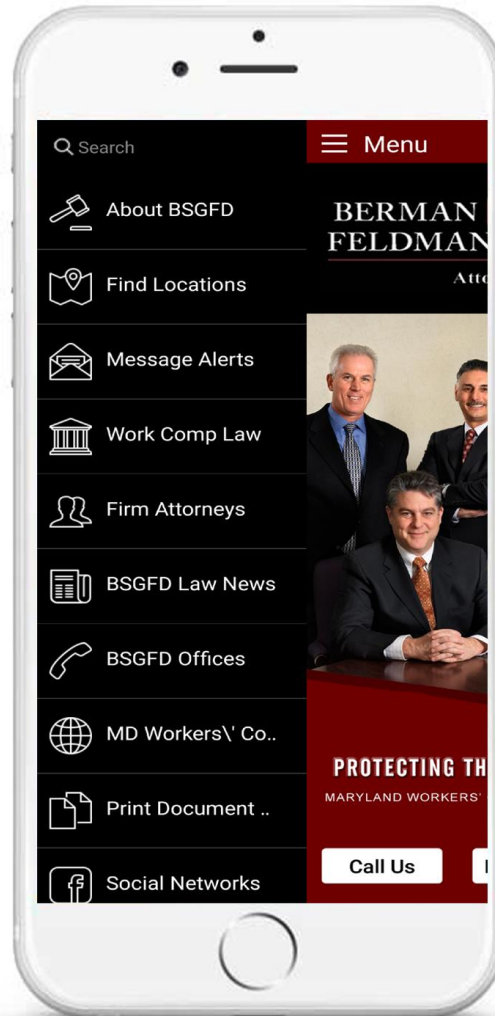 Search
About BSGFD
Find Locations
Message Alerts
Work Comp Law
Firm Attorneys
BSGFD Law News
BSGFD Offices
MD Workers\' Co..
Print Document ..
Social Networks
Menu
BERMAN
FELDMAN
Atto
PROTECTING TH
MARYLAND WORKERS'
Call Us